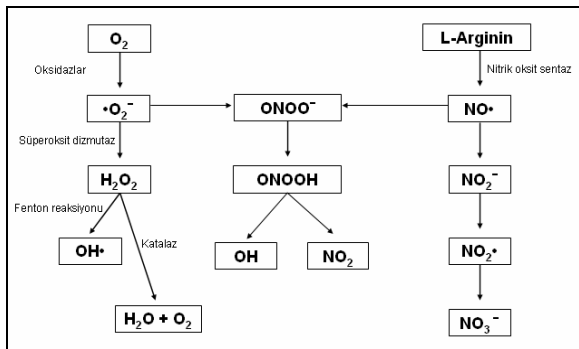 O₂
L-Arginin
Oksidazlar
Nitrik oksit sentaz
•O₂⁻
ONOO⁻
NO•
Süperoksit dizmutaz
H₂O₂
ONOOH
NO₂⁻
Fenton reaksiyonu
Katalaz
OH•
OH
NO₂
NO₂•
H₂O + O₂
NO₃⁻